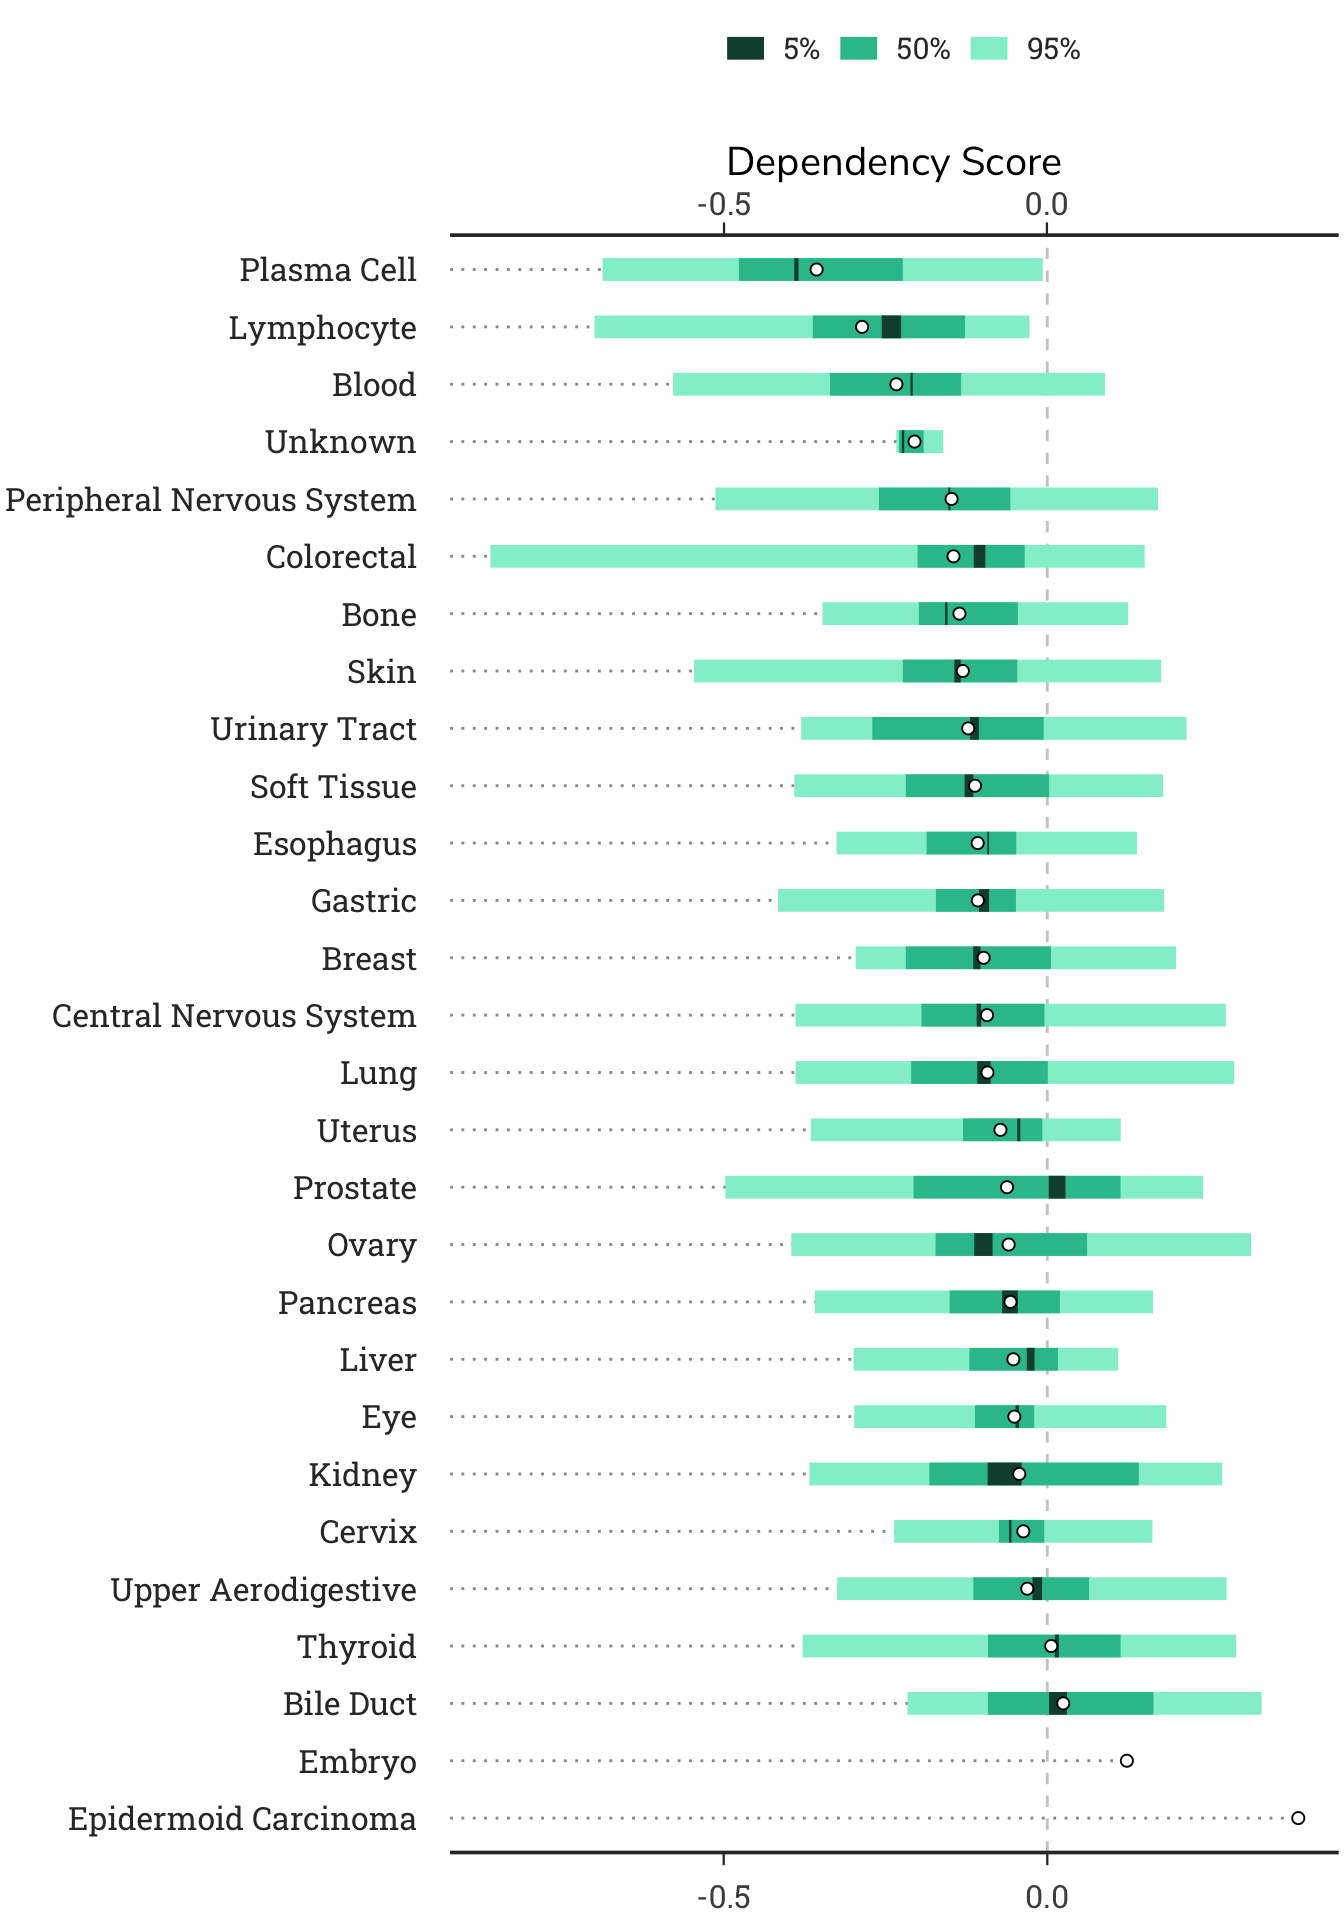 5% 50% 95%
Dependency Score
-0.5 0.0
Plasma Cell
Lymphocyte
Blood
Unknown
Peripheral Nervous System
Colorectal
Bone
Skin
Urinary Tract
Soft Tissue
Esophagus
Gastric
Breast
Central Nervous System
Lung
Uterus
Prostate
Ovary
Pancreas
Liver
Eye
Kidney
Cervix
Upper Aerodigestive
Thyroid
Bile Duct
Embryo
Epidermoid Carcinoma
-0.5 0.0